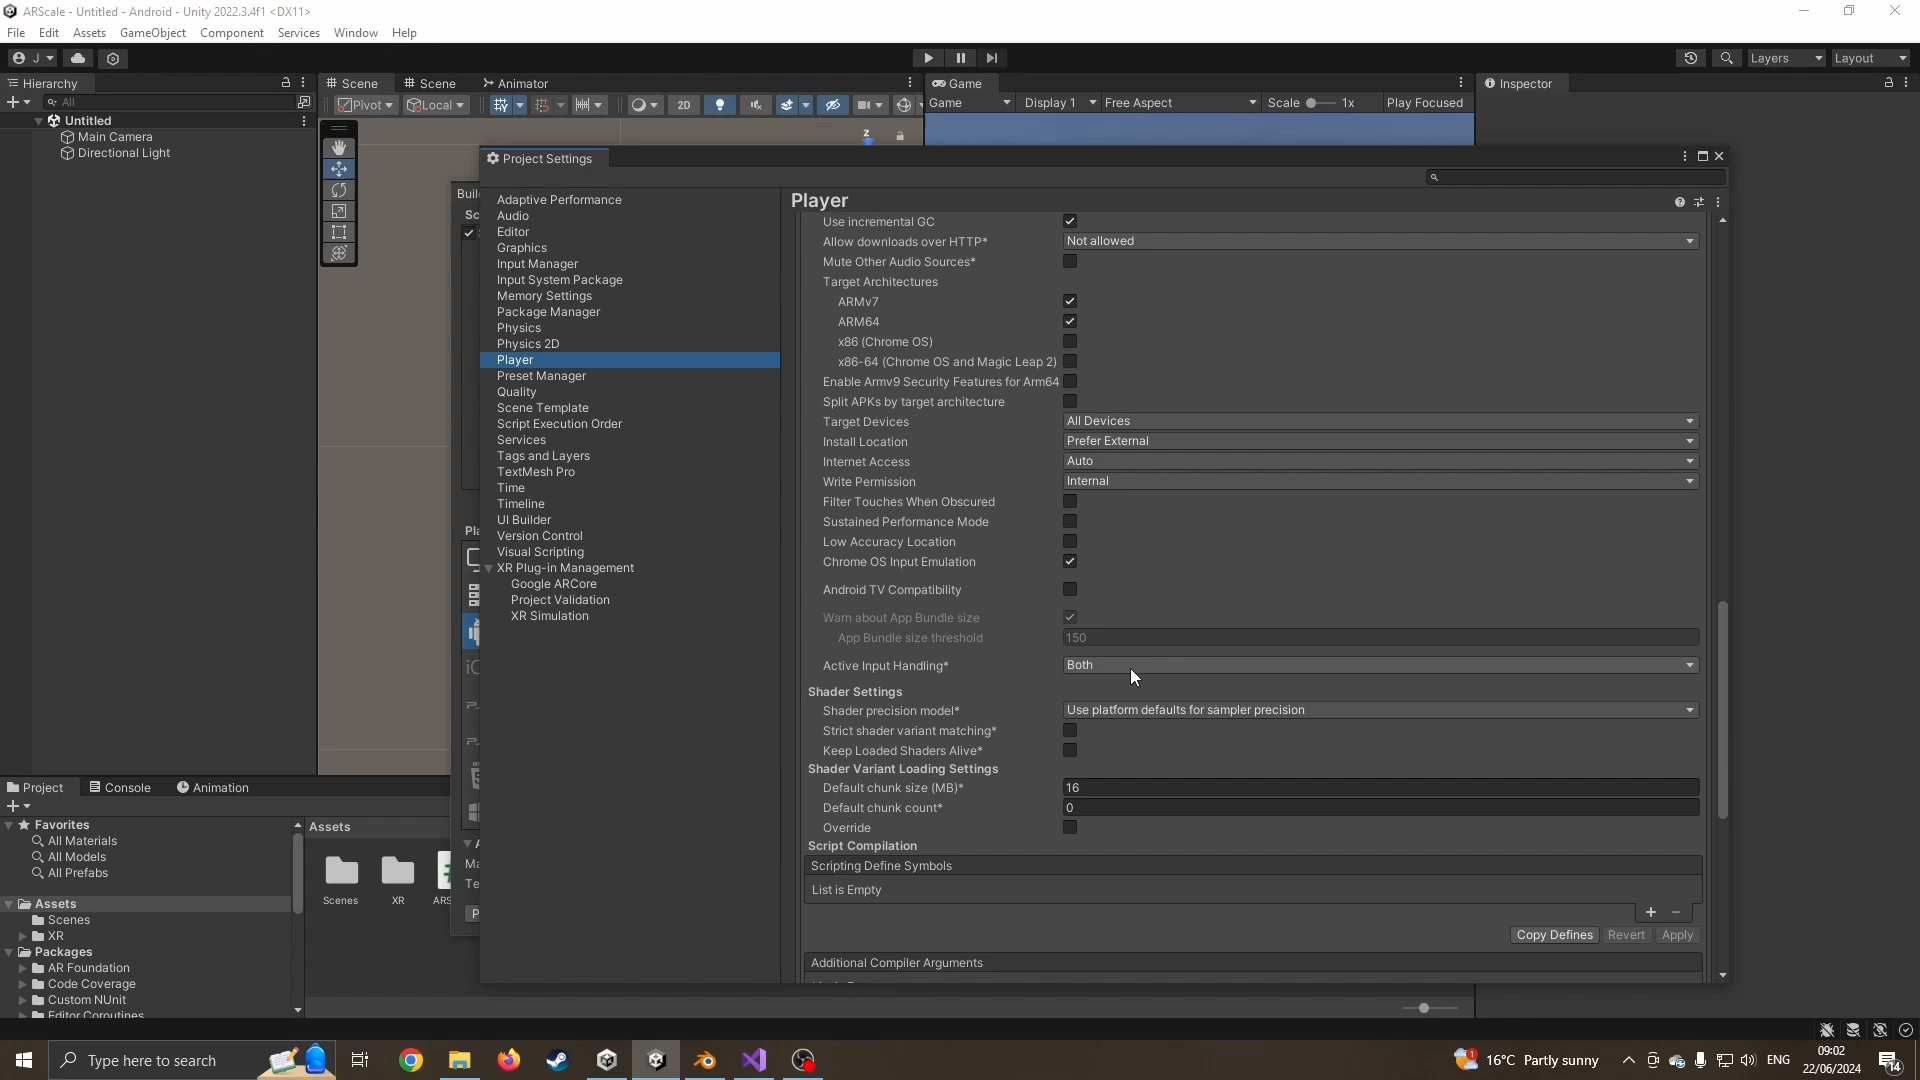 ARScale - Untitled - Android - Unity 2022.3.4f1 <DX11>
File Edit Assets GameObject Component Services Window Help
J
Layers Layout
Hierarchy Scene Scene Animator Game Inspector
All Pivot Local 2D Game Display 1 Free Aspect Scale 1x Play Focused
Untitled
Main Camera
Directional Light
Z
Project Settings
Player
Adaptive Performance
Audio
Editor
Graphics
Input Manager
Input System Package
Memory Settings
Package Manager
Physics
Physics 2D
Player
Preset Manager
Quality
Scene Template
Script Execution Order
Services
Tags and Layers
TextMesh Pro
Time
Timeline
UI Builder
Version Control
Visual Scripting
XR Plug-in Management
Google ARCore
Project Validation
XR Simulation
Use incremental GC
Allow downloads over HTTP* Not allowed
Mute Other Audio Sources*
Target Architectures
ARMv7
ARM64
x86 (Chrome OS)
x86-64 (Chrome OS and Magic Leap 2)
Enable Armv9 Security Features for Arm64
Split APKs by target architecture
Target Devices All Devices
Install Location Prefer External
Internet Access Auto
Write Permission Internal
Filter Touches When Obscured
Sustained Performance Mode
Low Accuracy Location
Chrome OS Input Emulation
Android TV Compatibility
Warn about App Bundle size
App Bundle size threshold 150
Active Input Handling* Both
Shader Settings
Shader precision model* Use platform defaults for sampler precision
Strict shader variant matching*
Keep Loaded Shaders Alive*
Shader Variant Loading Settings
Default chunk size (MB)* 16
Default chunk count* 0
Override
Script Compilation
Scripting Define Symbols
List is Empty
Copy Defines Revert Apply
Additional Compiler Arguments
Project Console Animation
Favorites
All Materials
All Models
All Prefabs
Assets
Scenes
XR
Packages
AR Foundation
Code Coverage
Custom NUnit
Editor Coroutines
Assets
Scenes XR ARS
Type here to search
16°C Partly sunny
ENG
09:02
22/06/2024
14